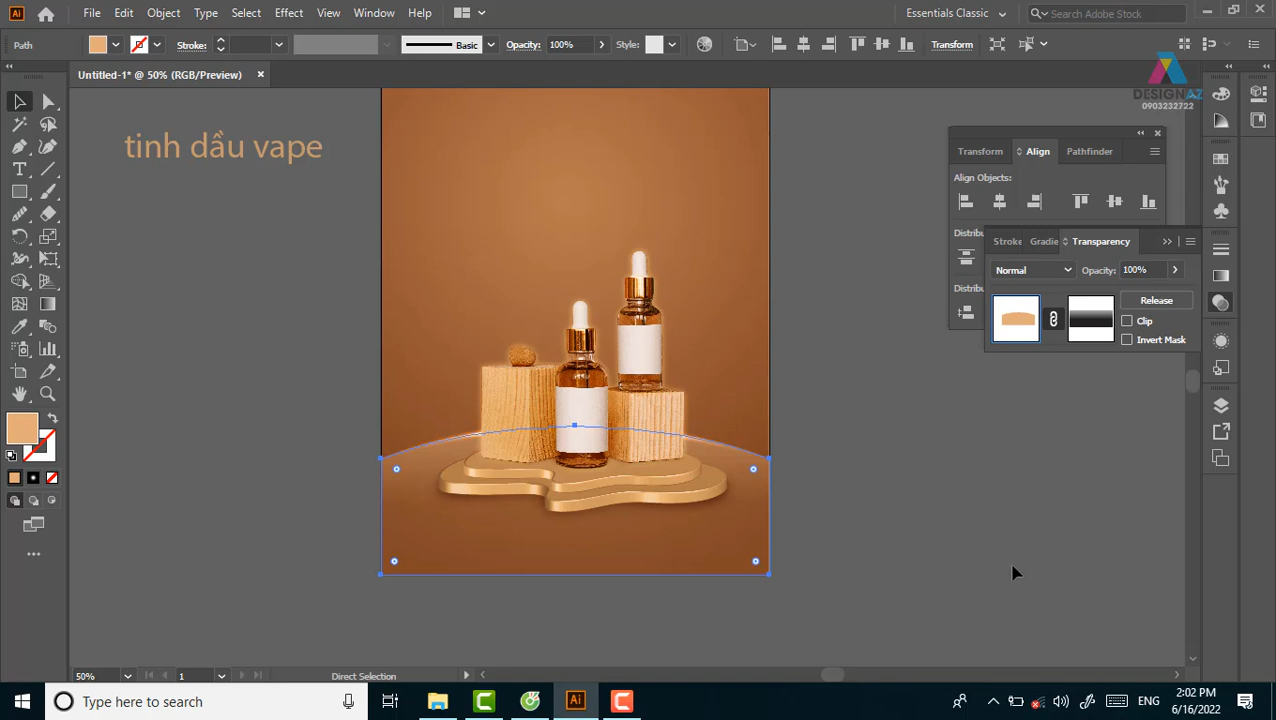 File Edit Object Type Select Effect View Window Help
Essentials Classic
Search Adobe Stock
Path
Stroke:
Basic
Opacity: 100%
Style:
Transform
Untitled-1* @ 50% (RGB/Preview)
DESIGNAZ
0903232722
tinh dầu vape
Transform Align Pathfinder
Align Objects:
Stroke Gradie Transparency
Normal
Opacity: 100%
Release
Clip
Invert Mask
50%
1
Direct Selection
Type here to search
Ai
ENG
2:02 PM
6/16/2022